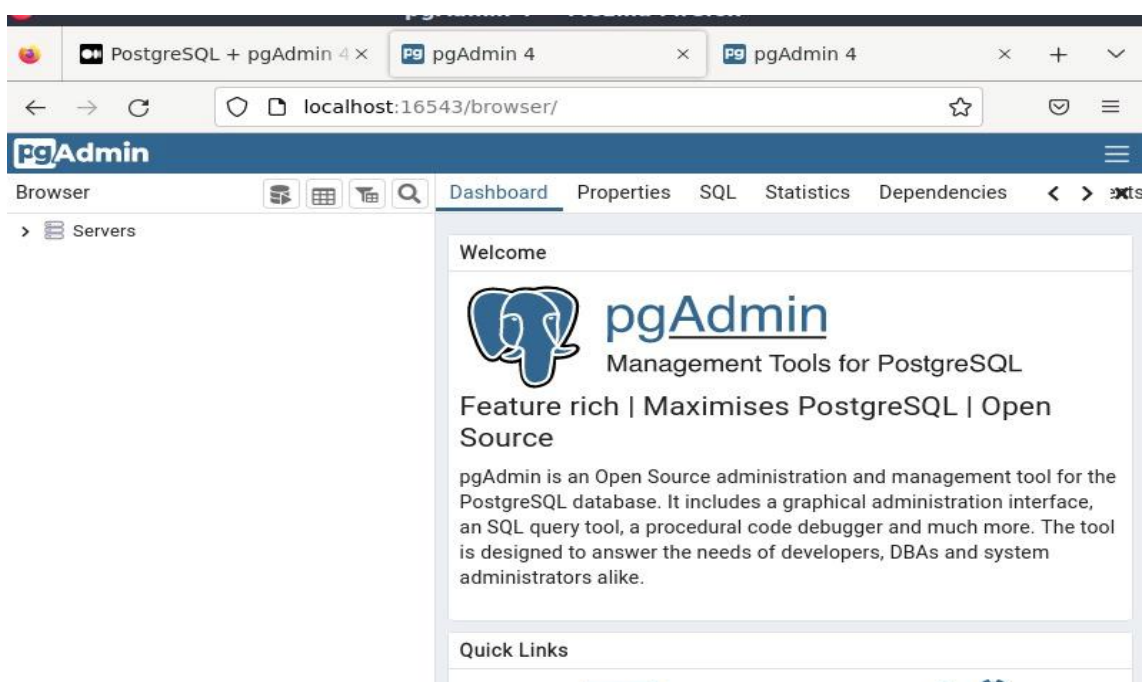 PostgreSQL + pgAdmin 4
pgAdmin 4
pgAdmin 4
localhost:16543/browser/
pgAdmin
Browser
Dashboard Properties SQL Statistics Dependencies
Servers
Welcome
pgAdmin
Management Tools for PostgreSQL
Feature rich | Maximises PostgreSQL | Open
Source
pgAdmin is an Open Source administration and management tool for the
PostgreSQL database. It includes a graphical administration interface,
an SQL query tool, a procedural code debugger and much more. The tool
is designed to answer the needs of developers, DBAs and system
administrators alike.
Quick Links